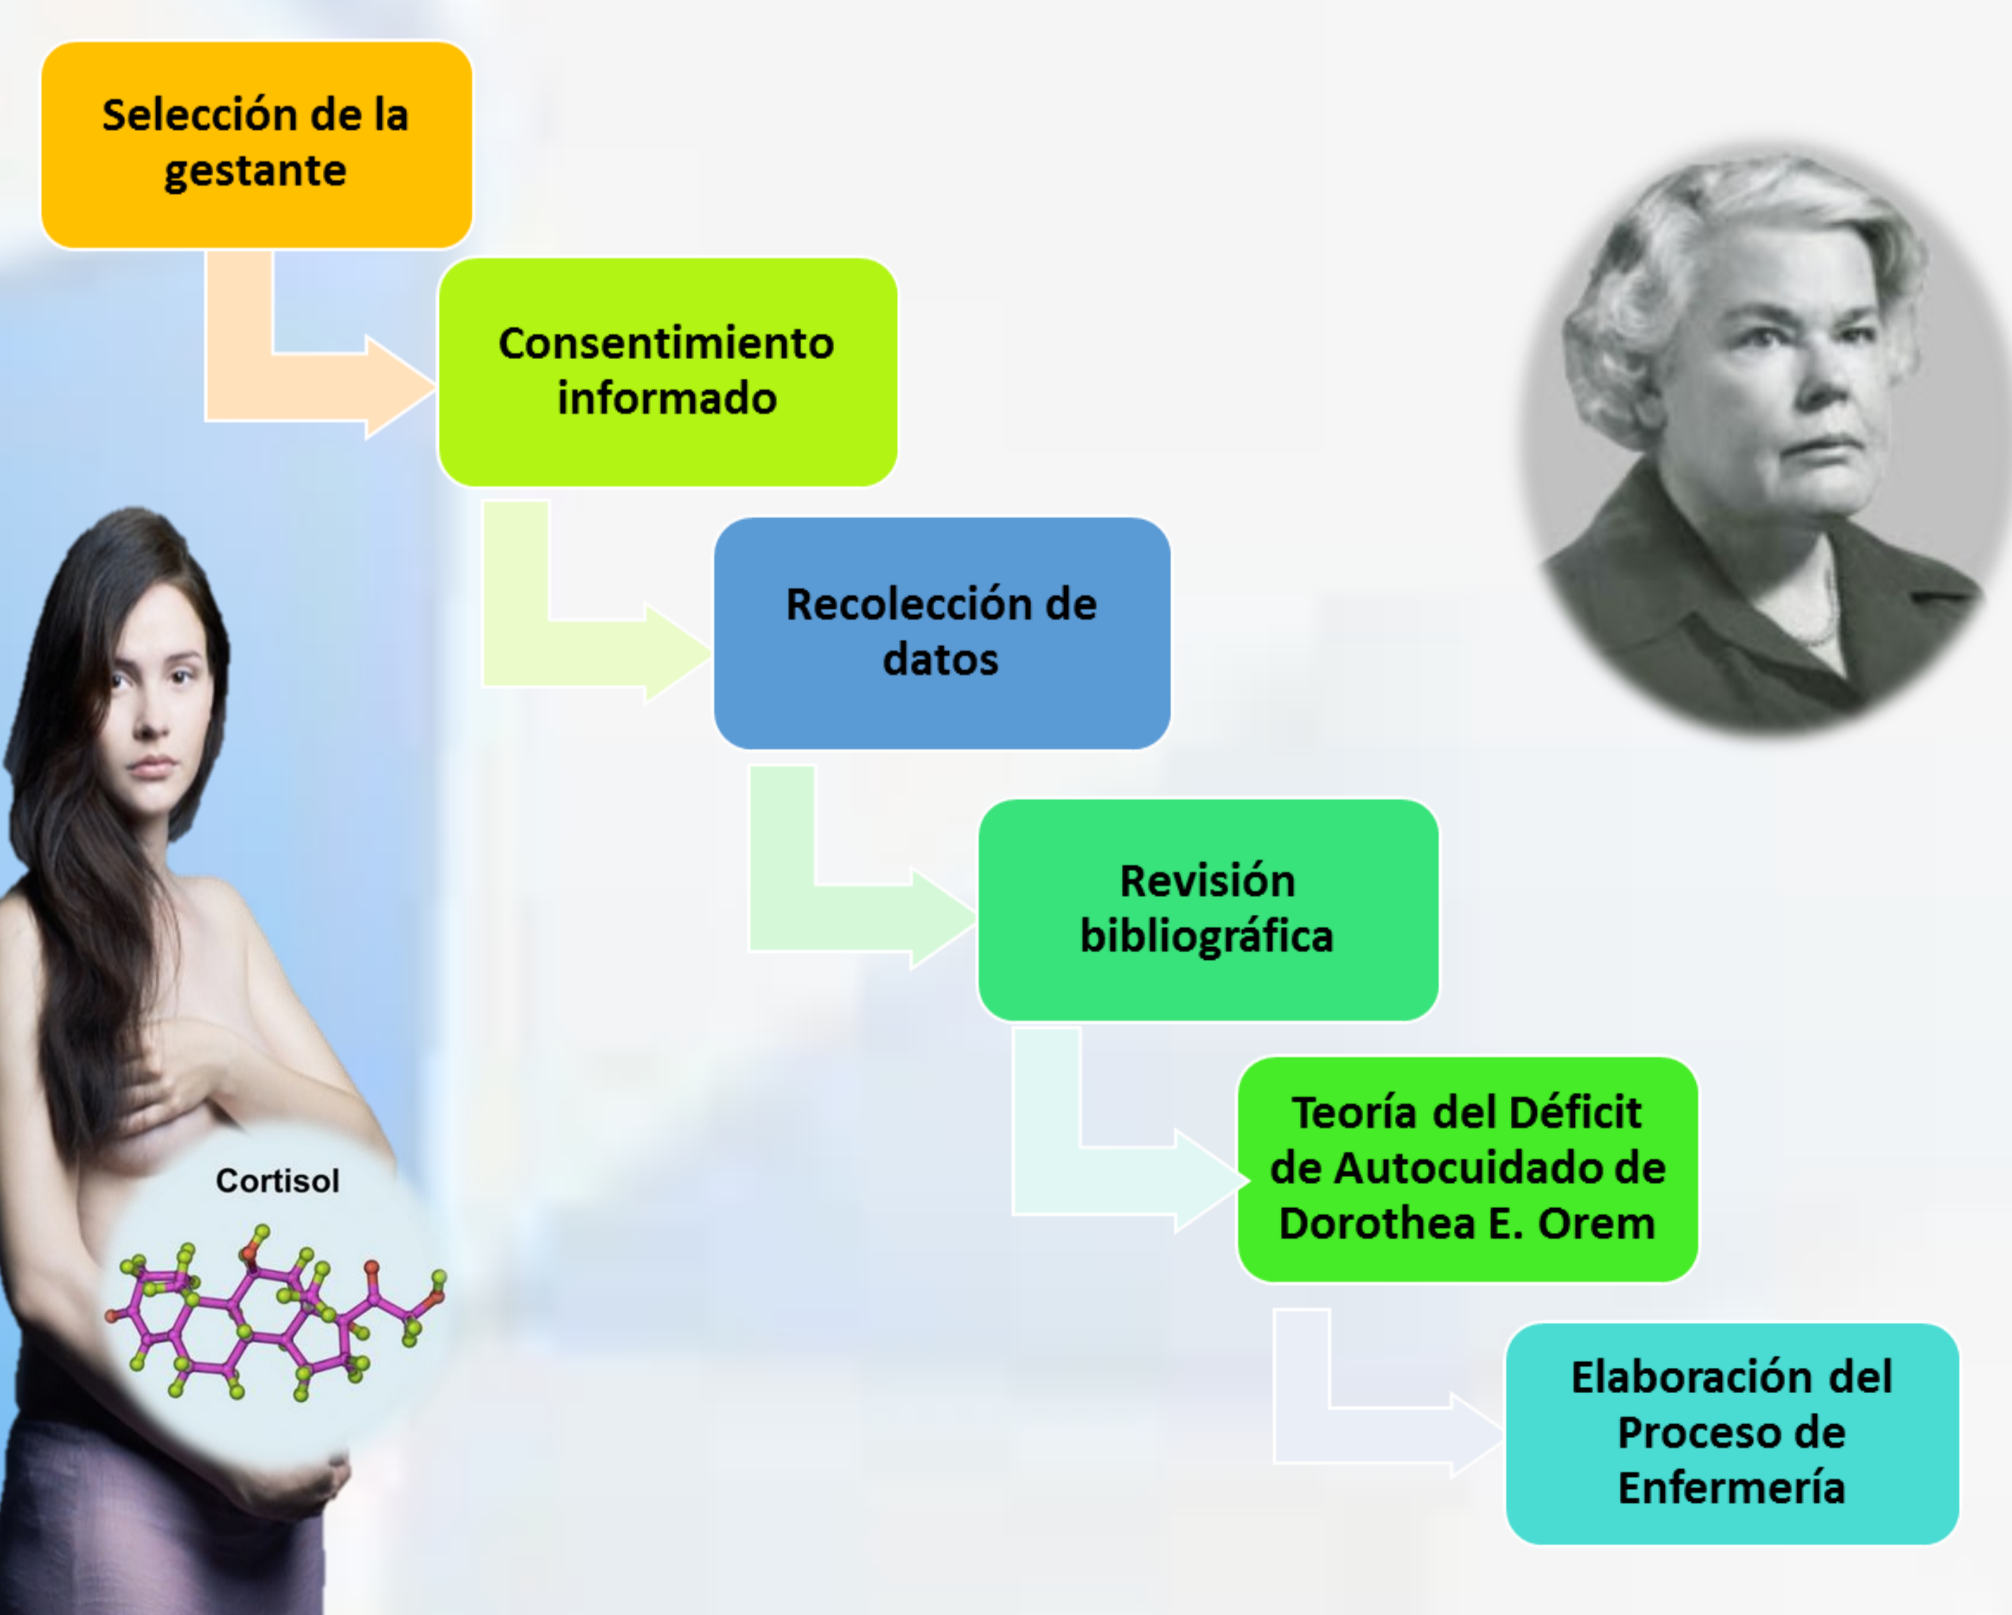 Selección de la
gestante
Consentimiento
informado
Recolección de
datos
Revisión
bibliográfica
Teoría del Déficit
de Autocuidado de
Dorothea E. Orem
Cortisol
Elaboración del
Proceso de
Enfermería